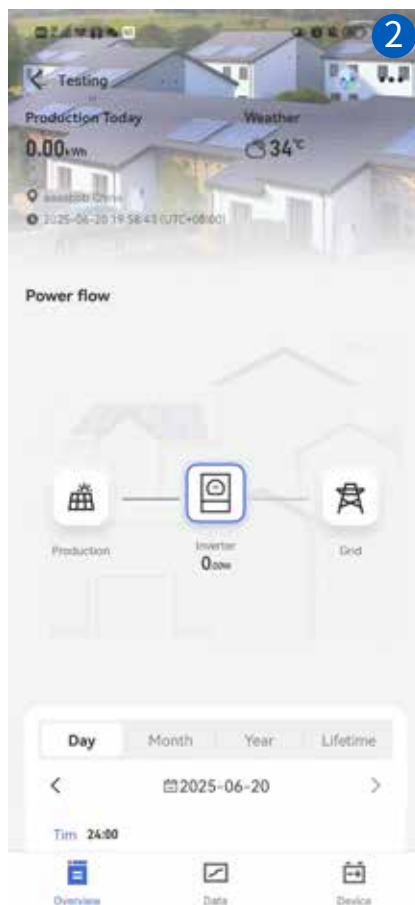 2
Testing
Production Today Weather
0.00kWh 34℃
China
2025-06-20 19:58:43 (UTC+08:00)
Power flow
Production Inverter Grid
0.00W
Day Month Year Lifetime
2025-06-20
Tim 24:00
Overview Data Device